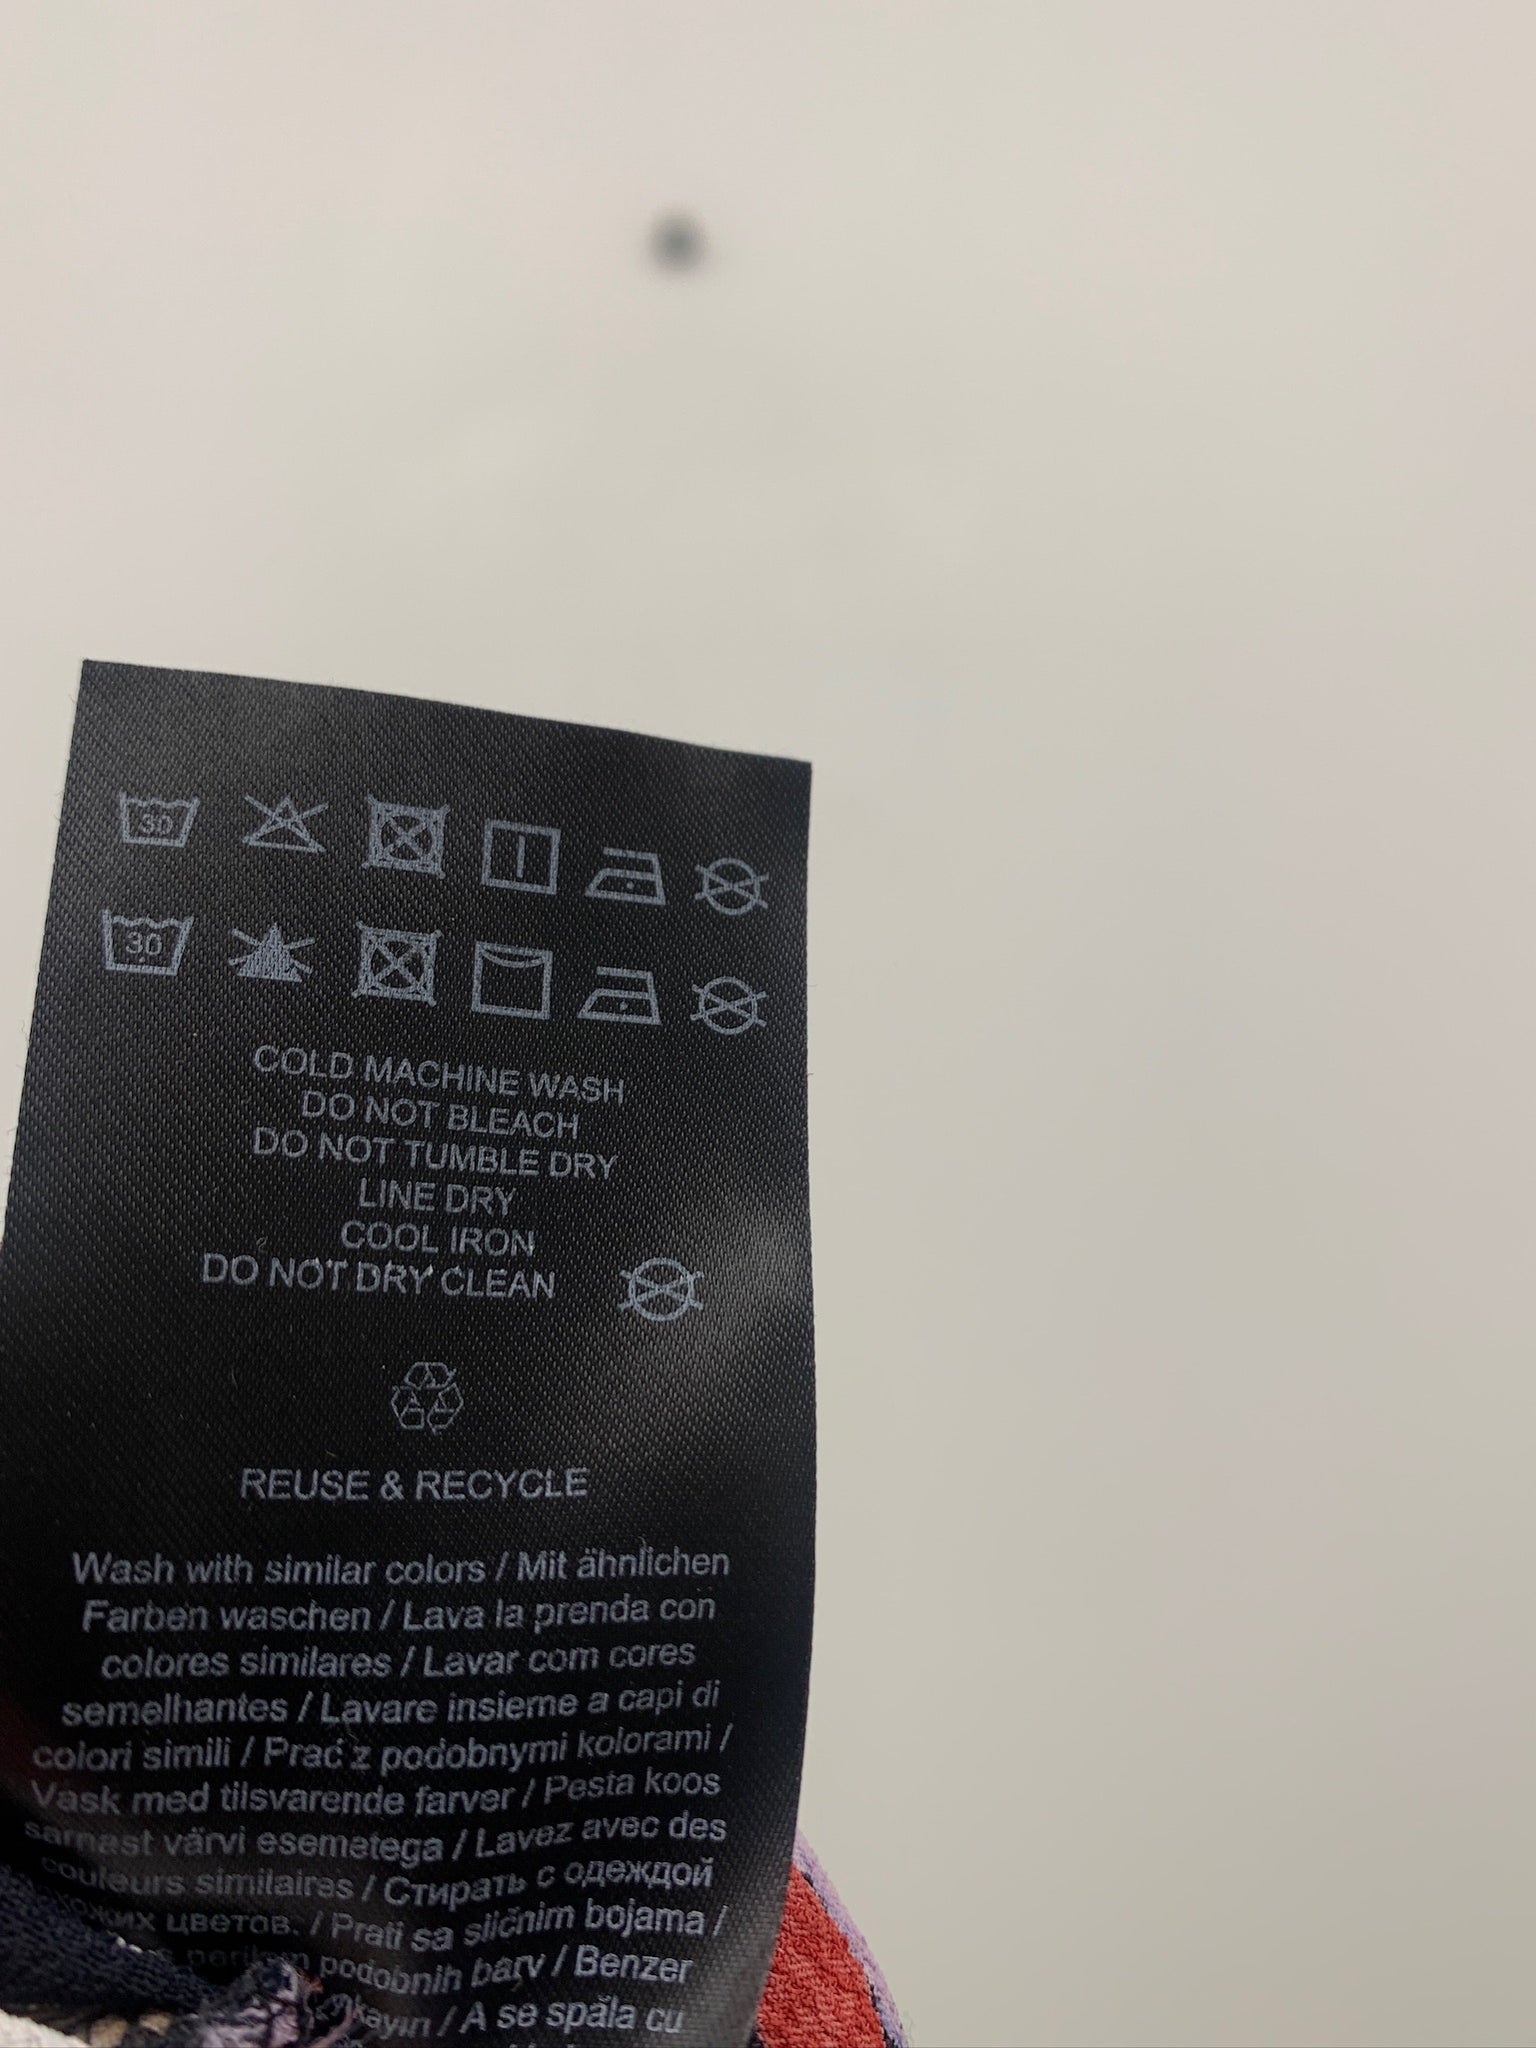 30
30
COLD MACHINE WASH
DO NOT BLEACH
DO NOT TUMBLE DRY
LINE DRY
COOL IRON
DO NOT DRY CLEAN
REUSE & RECYCLE
Wash with similar colors / Mit ähnlichen
Farben waschen / Lava la prenda con
colores similares / Lavar com cores
semelhantes / Lavare insieme a capi di
colori simili / Prać z podobnymi kolorami /
Vask med tilsvarende farver / Pesta koos
sarnast värvi esemetega / Lavez avec des
couleurs similaires / Стирать с одеждой
цветов. / Prati sa sličnim bojama /
podobnih barv / Benzer
/ A se spăla cu